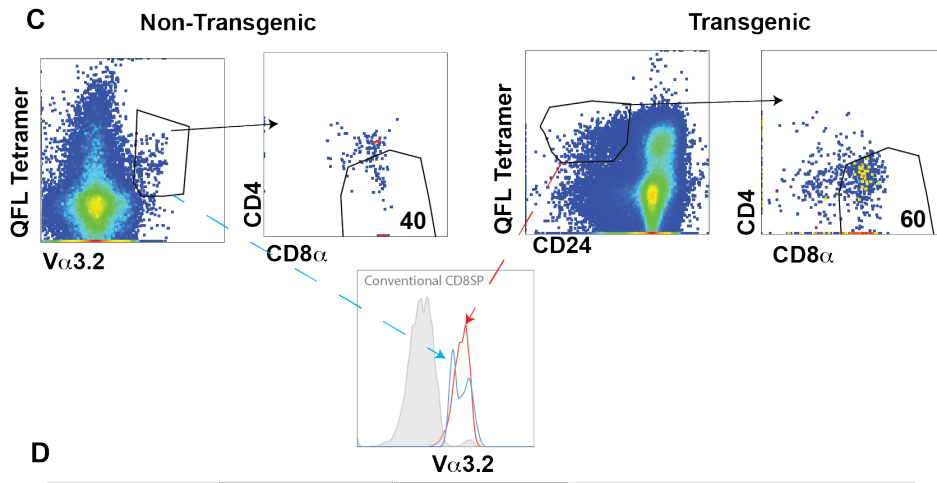 C
Non-Transgenic
Transgenic
QFL Tetramer
Vα3.2
CD4
40
CD8α
QFL Tetramer
CD24
CD4
60
CD8α
Conventional CD8SP
Vα3.2
D